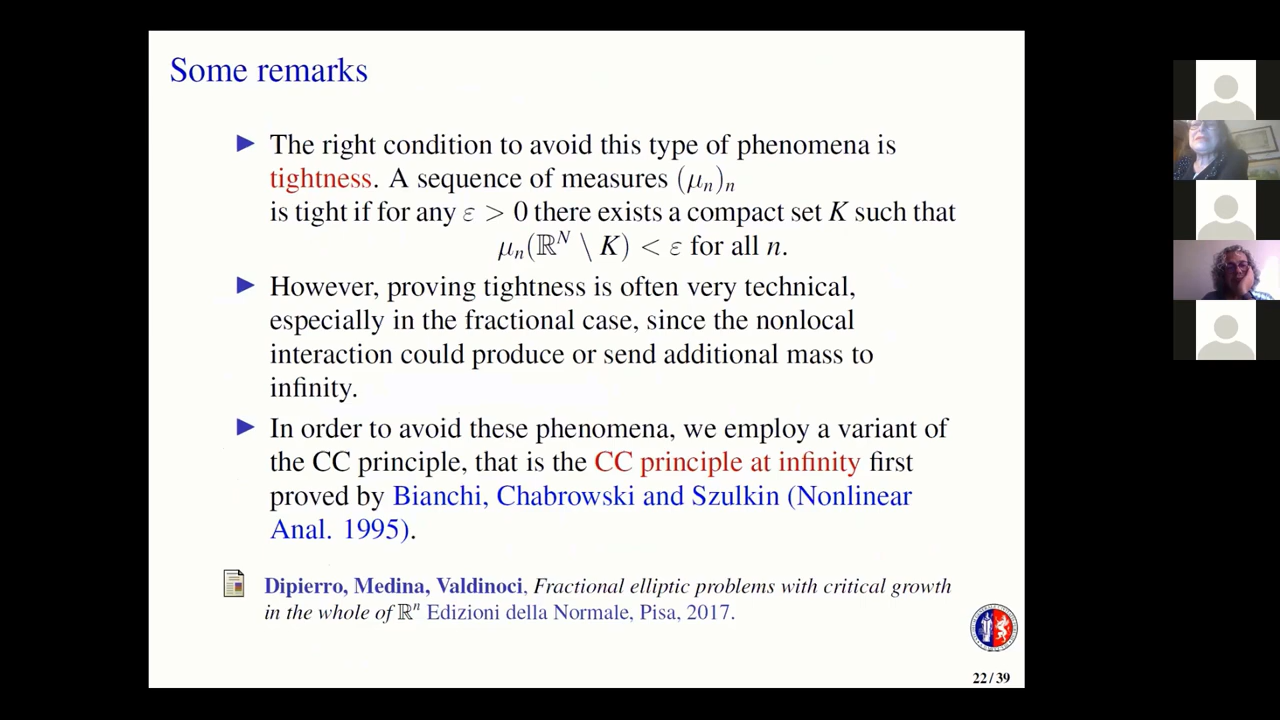 Some remarks
▶ The right condition to avoid this type of phenomena is
tightness. A sequence of measures (μₙ)ₙ
is tight if for any ε > 0 there exists a compact set K such that
μₙ(ℝᴺ \ K) < ε for all n.
▶ However, proving tightness is often very technical,
especially in the fractional case, since the nonlocal
interaction could produce or send additional mass to
infinity.
▶ In order to avoid these phenomena, we employ a variant of
the CC principle, that is the CC principle at infinity first
proved by Bianchi, Chabrowski and Szulkin (Nonlinear
Anal. 1995).
Dipierro, Medina, Valdinoci, Fractional elliptic problems with critical growth
in the whole of ℝⁿ Edizioni della Normale, Pisa, 2017.
22 / 39